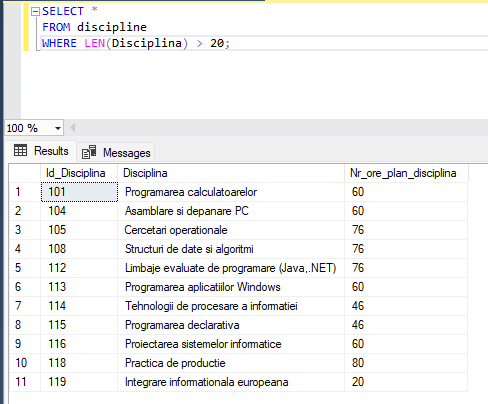 SELECT *
FROM discipline
WHERE LEN(Disciplina) > 20;
100 %
Results Messages
Id_Disciplina Disciplina Nr_ore_plan_disciplina
1 101 Programarea calculatoarelor 60
2 104 Asamblare si depanare PC 60
3 105 Cercetari operationale 76
4 108 Structuri de date si algoritmi 76
5 112 Limbaje evaluate de programare (Java,.NET) 76
6 113 Programarea aplicatiilor Windows 60
7 114 Tehnologii de procesare a informatiei 46
8 115 Programarea declarativa 46
9 116 Proiectarea sistemelor informatice 60
10 118 Practica de productie 80
11 119 Integrare informationala europeana 20